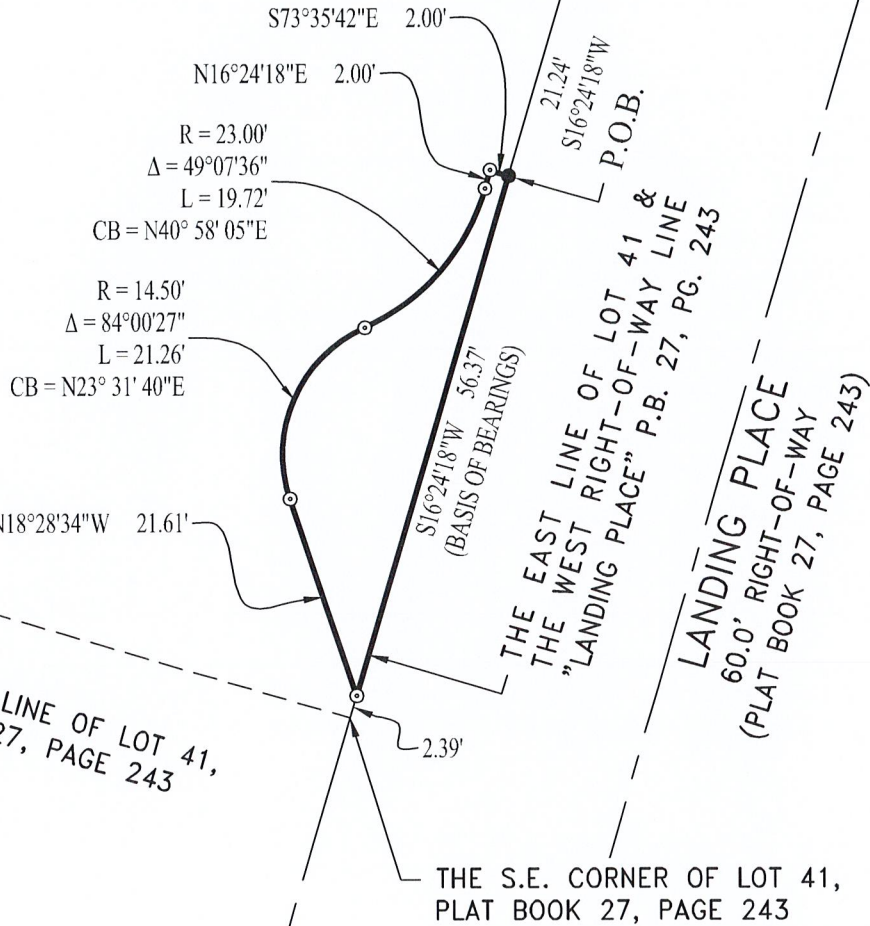 S73°35'42"E 2.00'
N16°24'18"E 2.00'
21.24'
S16°24'18"W
P.O.B.
R = 23.00'
Δ = 49°07'36"
L = 19.72'
CB = N40° 58' 05"E
R = 14.50'
Δ = 84°00'27"
L = 21.26'
CB = N23° 31' 40"E
N18°28'34"W 21.61'
S16°24'18"W 56.37'
(BASIS OF BEARINGS)
THE EAST LINE OF LOT 41 &
THE WEST RIGHT-OF-WAY LINE
"LANDING PLACE" P.B. 27, PG. 243
LANDING PLACE
60.0' RIGHT-OF-WAY
(PLAT BOOK 27, PAGE 243)
LINE OF LOT 41,
27, PAGE 243
2.39'
THE S.E. CORNER OF LOT 41,
PLAT BOOK 27, PAGE 243